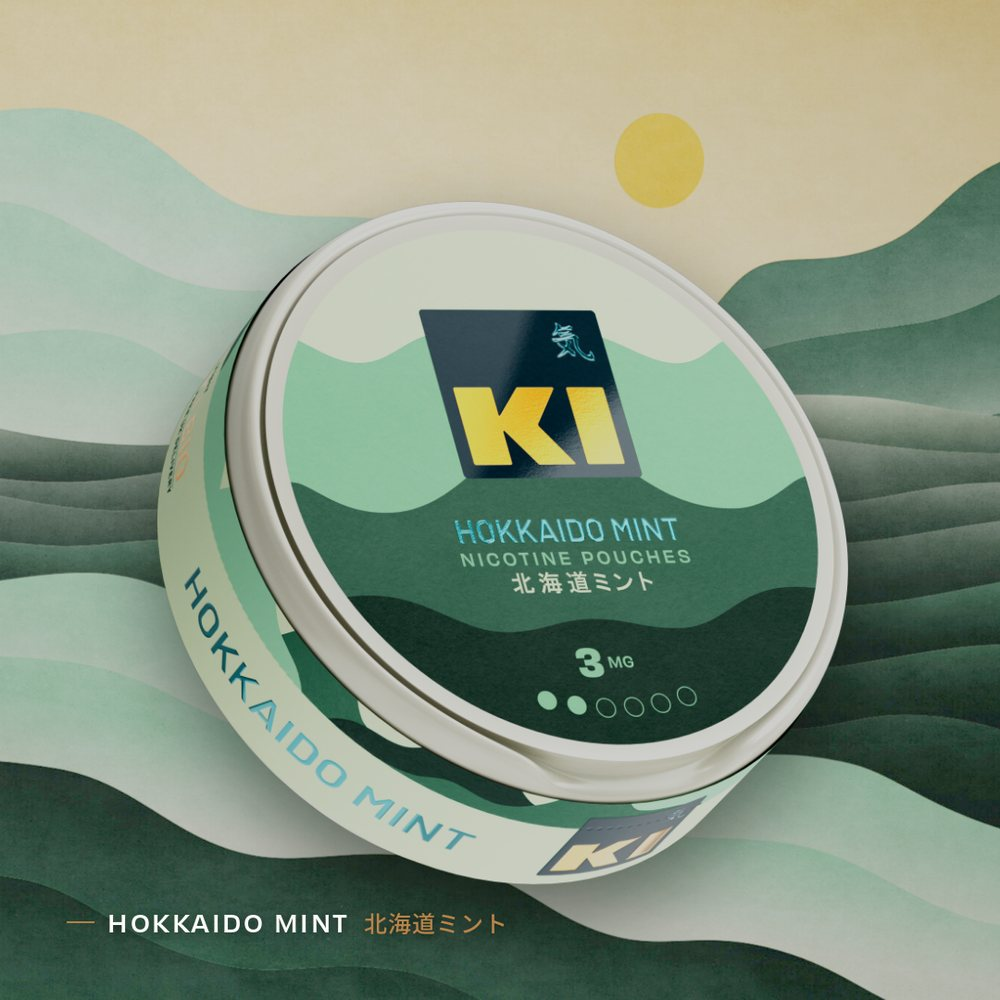 気
KI
HOKKAIDO MINT
NICOTINE POUCHES
北海道ミント
3 MG
HOKKAIDO MINT
KI
— HOKKAIDO MINT 北海道ミント